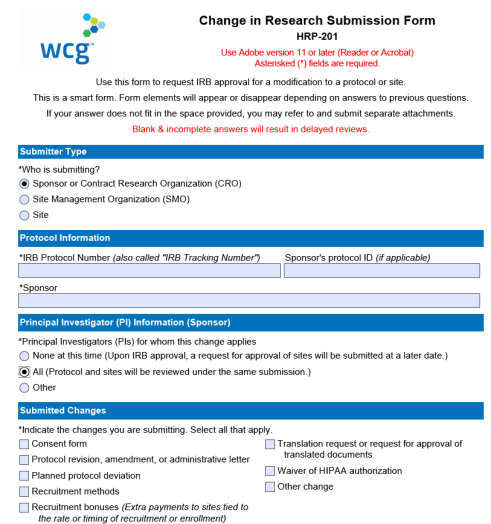 wcg™
Change in Research Submission Form
HRP-201
Use Adobe version 11 or later (Reader or Acrobat)
Asterisked (*) fields are required.
Use this form to request IRB approval for a modification to a protocol or site.
This is a smart form. Form elements will appear or disappear depending on answers to previous questions.
If your answer does not fit in the space provided, you may refer to and submit separate attachments.
Blank & incomplete answers will result in delayed reviews.
Submitter Type
*Who is submitting?
Sponsor or Contract Research Organization (CRO)
Site Management Organization (SMO)
Site
Protocol Information
*IRB Protocol Number (also called "IRB Tracking Number")
Sponsor's protocol ID (if applicable)
*Sponsor
Principal Investigator (PI) Information (Sponsor)
*Principal Investigators (PIs) for whom this change applies
None at this time (Upon IRB approval, a request for approval of sites will be submitted at a later date.)
All (Protocol and sites will be reviewed under the same submission.)
Other
Submitted Changes
*Indicate the changes you are submitting. Select all that apply.
Consent form
Protocol revision, amendment, or administrative letter
Planned protocol deviation
Recruitment methods
Recruitment bonuses (Extra payments to sites tied to
the rate or timing of recruitment or enrollment)
Translation request or request for approval of
translated documents
Waiver of HIPAA authorization
Other change